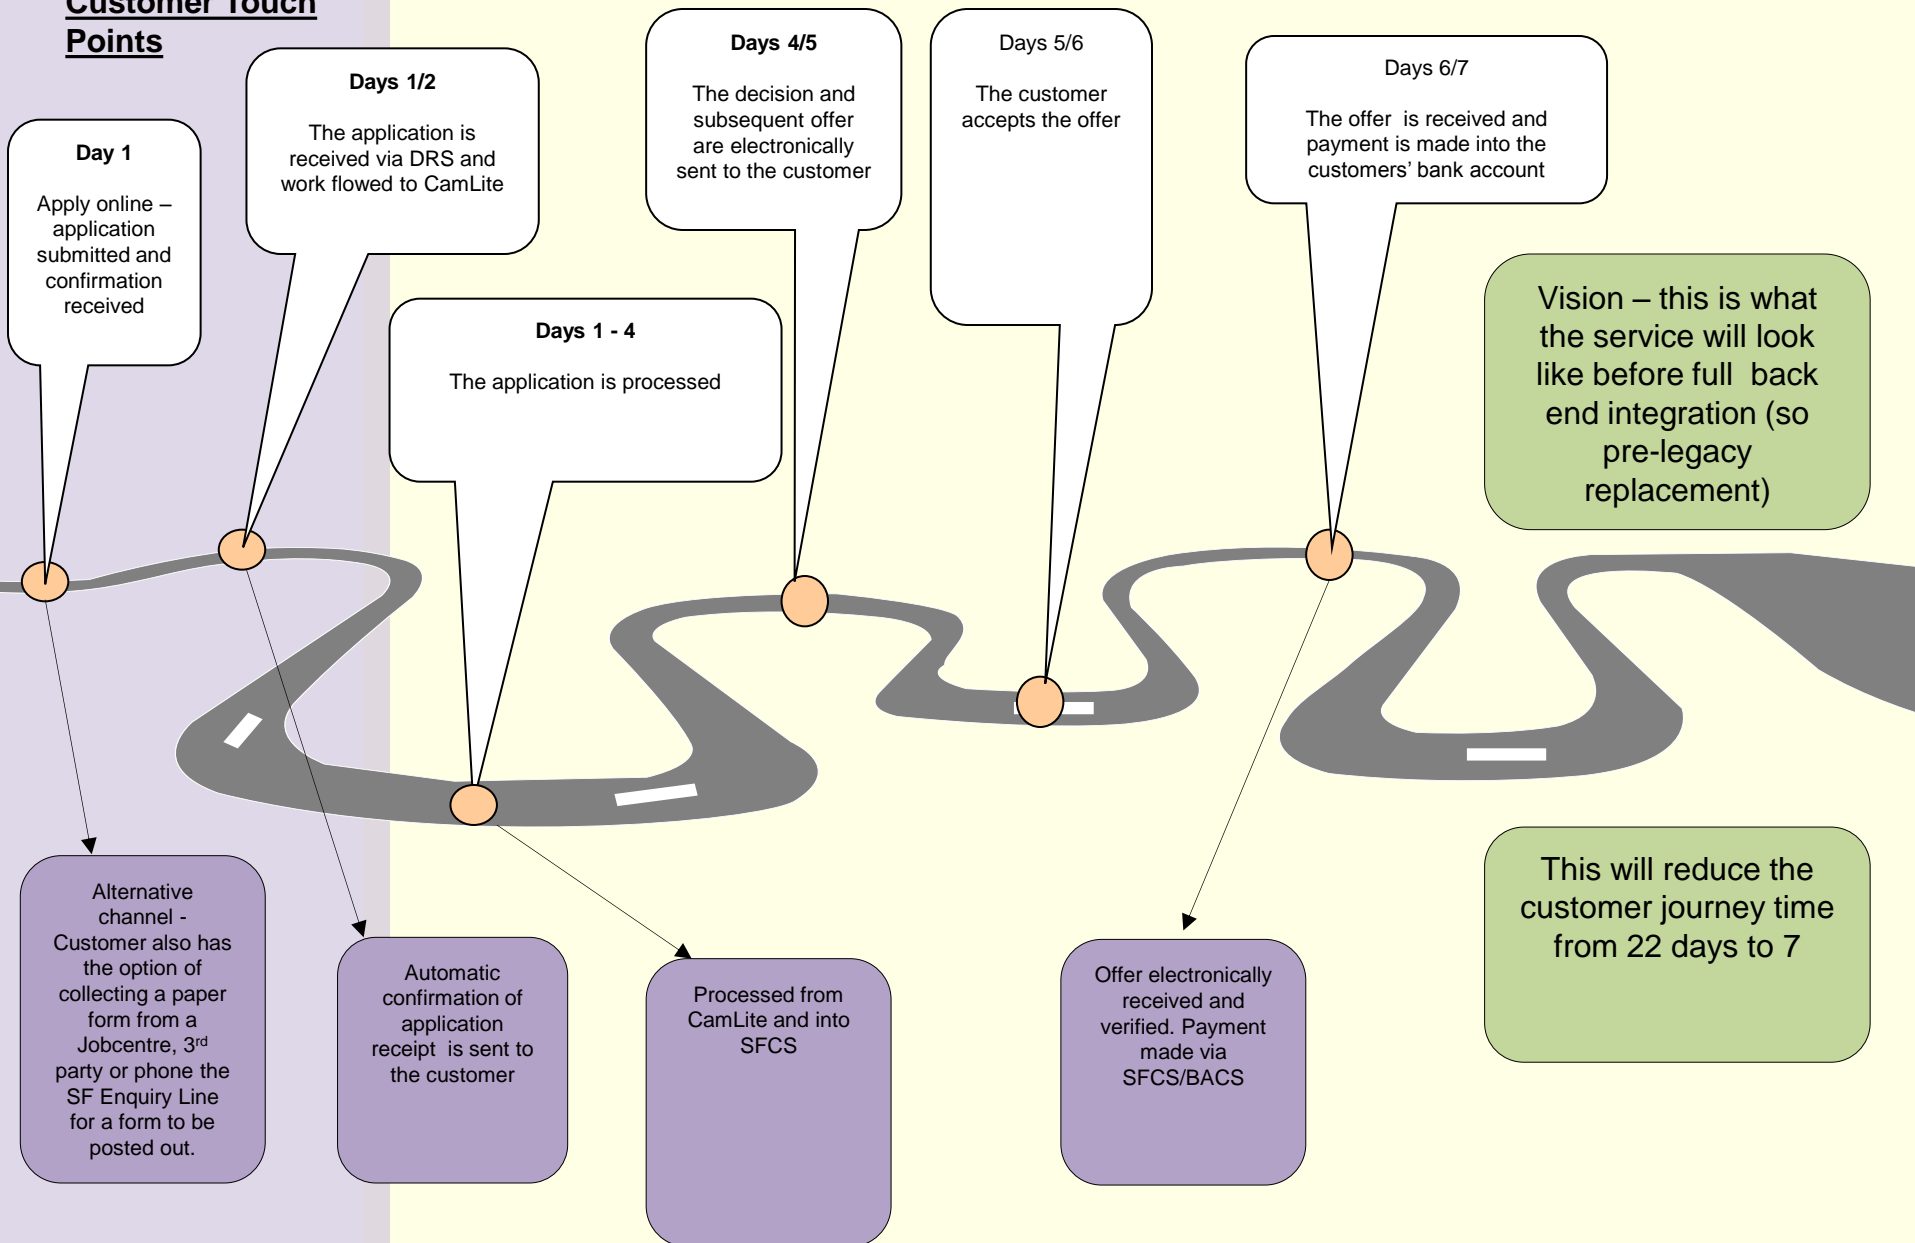 Customer Touch
Points
Day 1
Apply online –
application
submitted and
confirmation
received
Days 1/2
The application is
received via DRS and
work flowed to CamLite
Days 1 - 4
The application is processed
Days 4/5
The decision and
subsequent offer
are electronically
sent to the customer
Days 5/6
The customer
accepts the offer
Days 6/7
The offer  is received and
payment is made into the
customers’ bank account
Vision – this is what
the service will look
like before full  back
end integration (so
pre-legacy
replacement)
Alternative
channel -
Customer also has
the option of
collecting a paper
form from a
Jobcentre, 3rd
party or phone the
SF Enquiry Line
for a form to be
posted out.
Automatic
confirmation of
application
receipt  is sent to
the customer
Processed from
CamLite and into
SFCS
Offer electronically
received and
verified. Payment
made via
SFCS/BACS
This will reduce the
customer journey time
from 22 days to 7